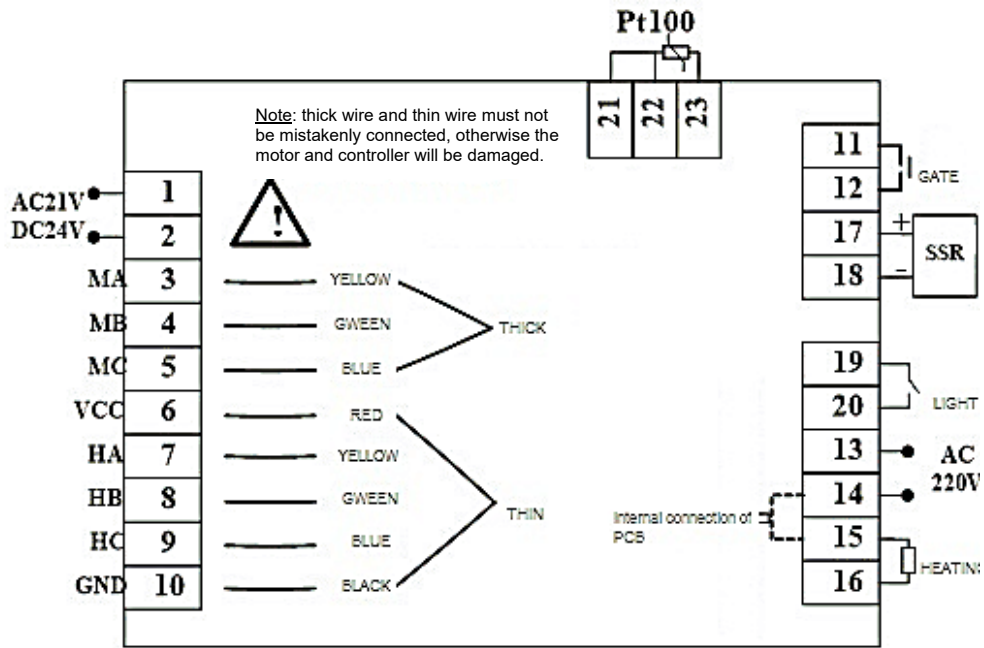 Pt100
21 22 23
Note: thick wire and thin wire must not
be mistakenly connected, otherwise the
motor and controller will be damaged.
!
AC21V
DC24V
1
2
MA 3 YELLOW
MB 4 GWEEN THICK
MC 5 BLUE
VCC 6 RED
HA 7 YELLOW
HB 8 GWEEN THIN
HC 9 BLUE
GND 10 BLACK
11
12
GATE
17 +
18 -
SSR
19
20
LIGHT
13
14
AC
220V
Internal connection of
PCB
15
16
HEATING